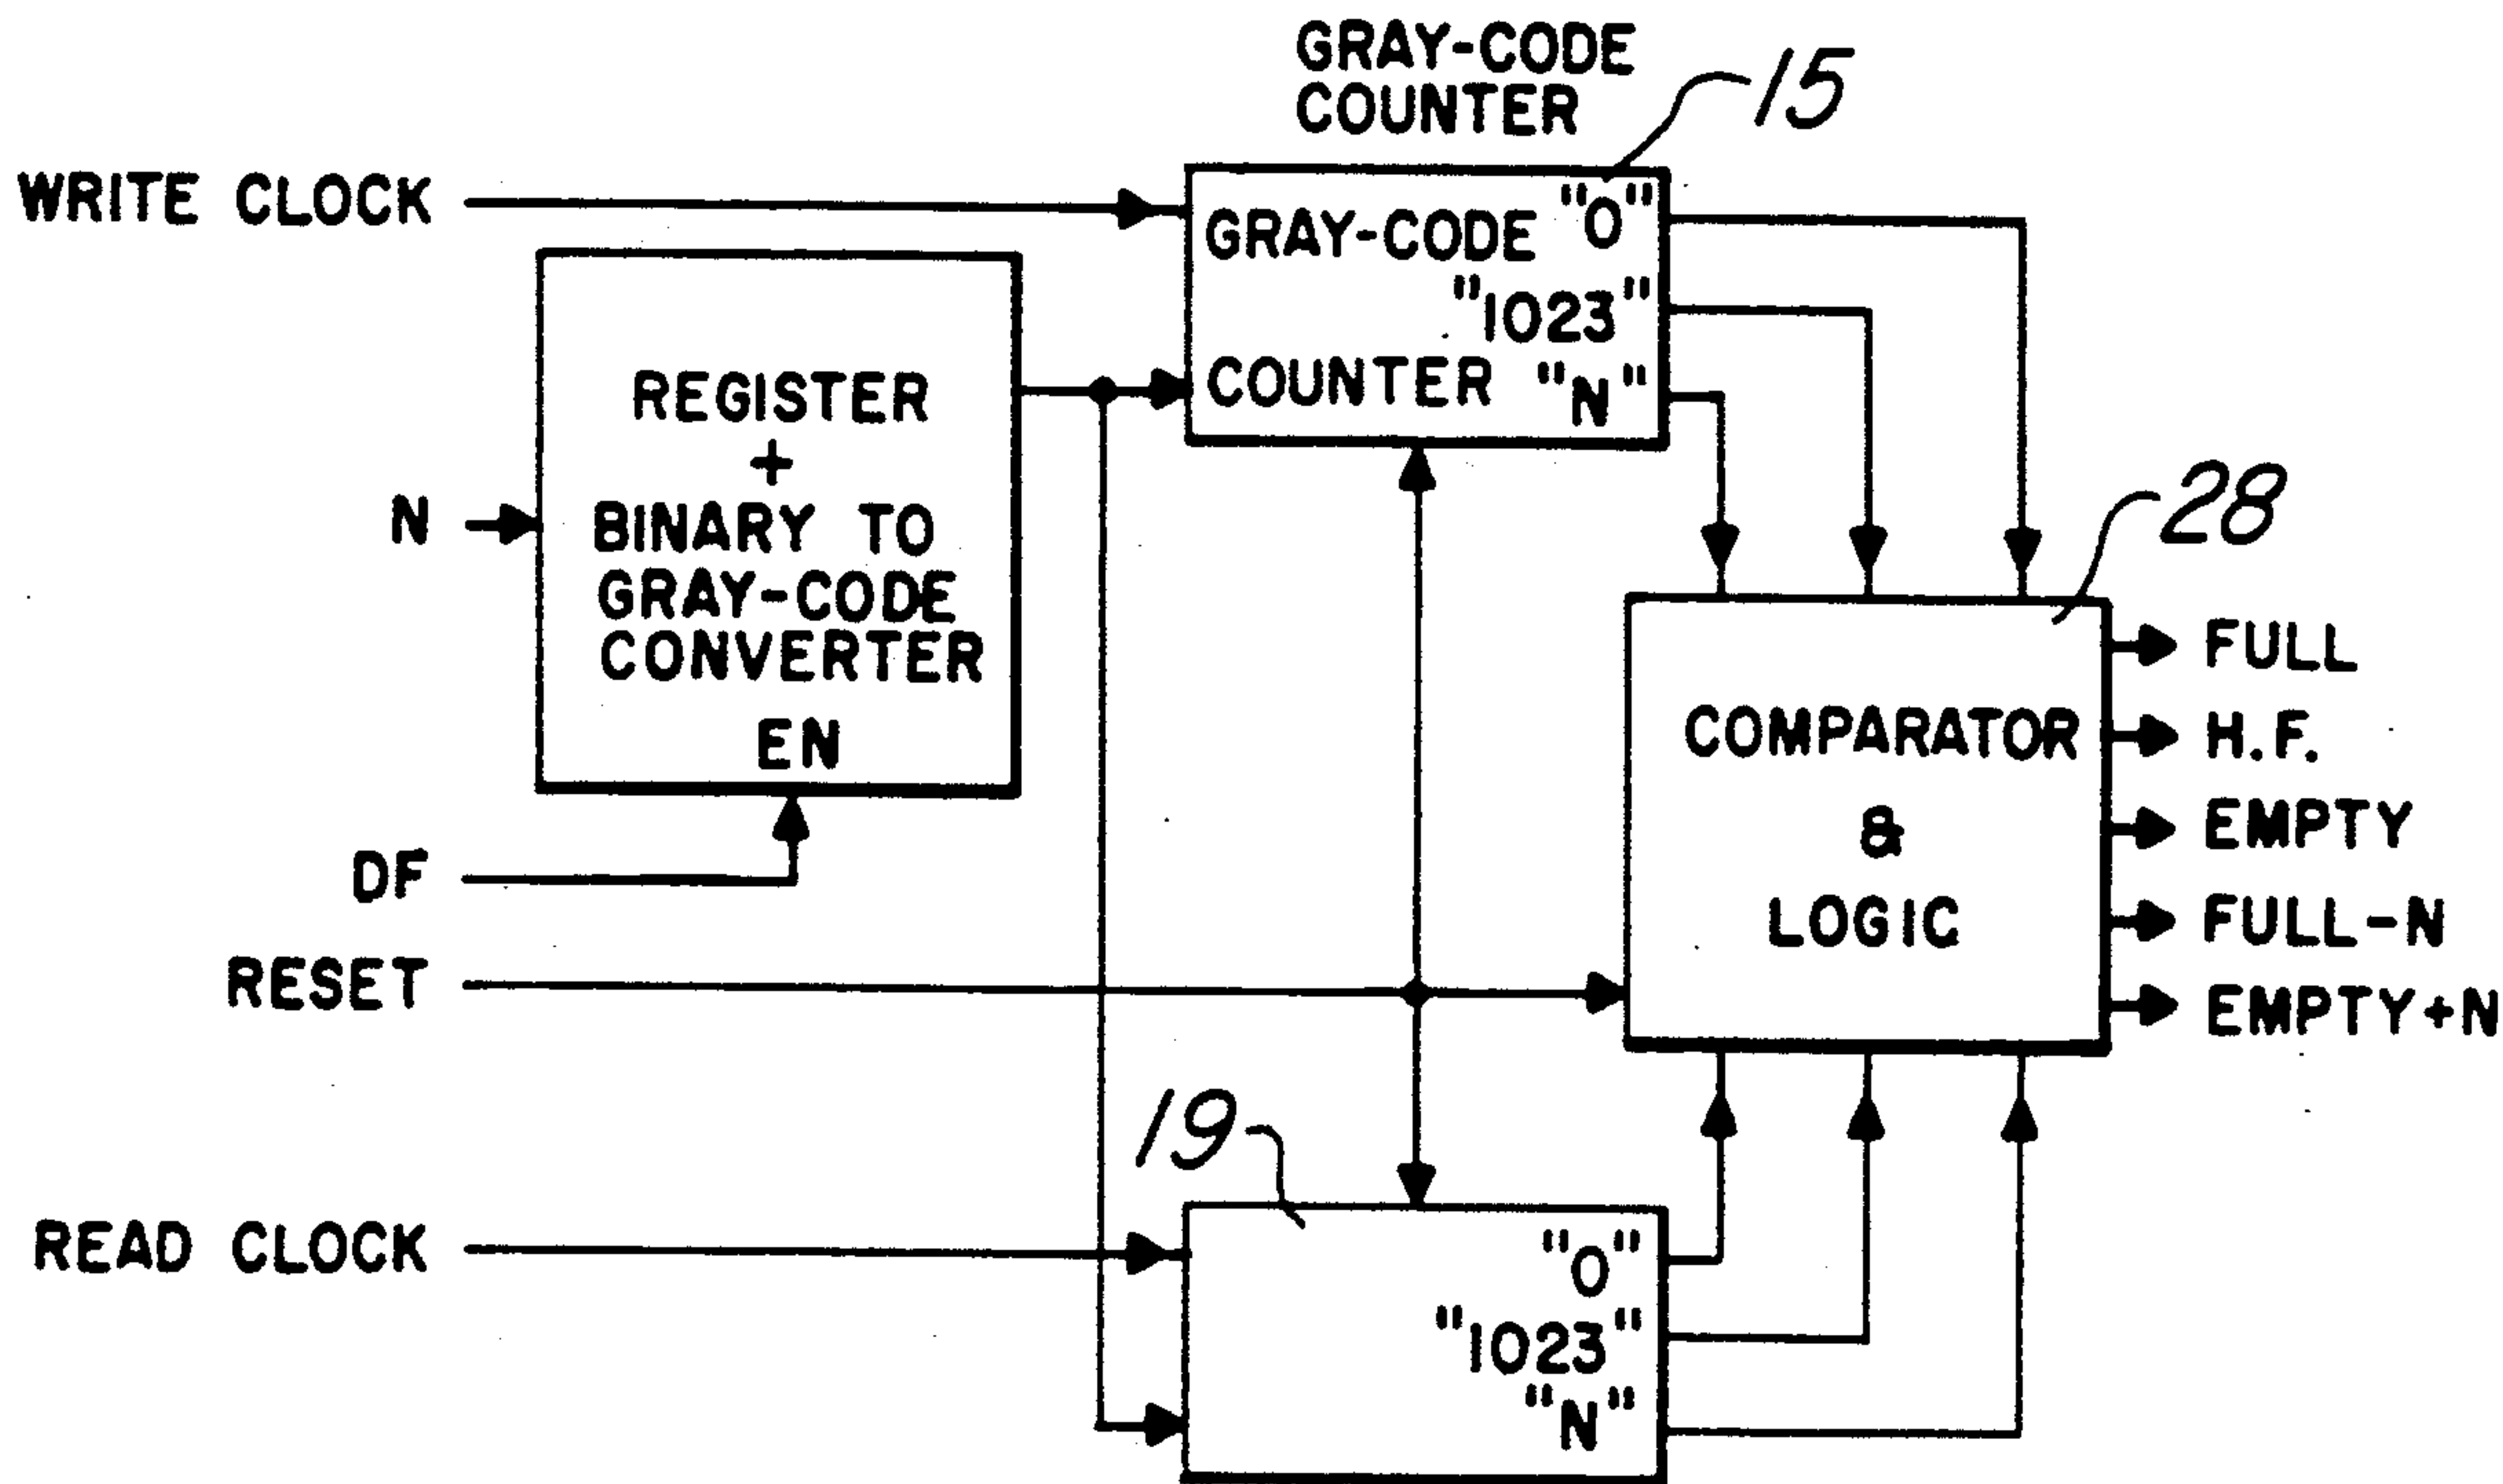 GRAY-CODE
COUNTER
15
WRITE CLOCK
GRAY-CODE "0"
"1023"
COUNTER "N"
REGISTER
+
BINARY TO
GRAY-CODE
CONVERTER
EN
N
DF
RESET
28
COMPARATOR
&
LOGIC
FULL
H.F.
EMPTY
FULL-N
EMPTY+N
19
READ CLOCK
"0"
"1023"
"N"